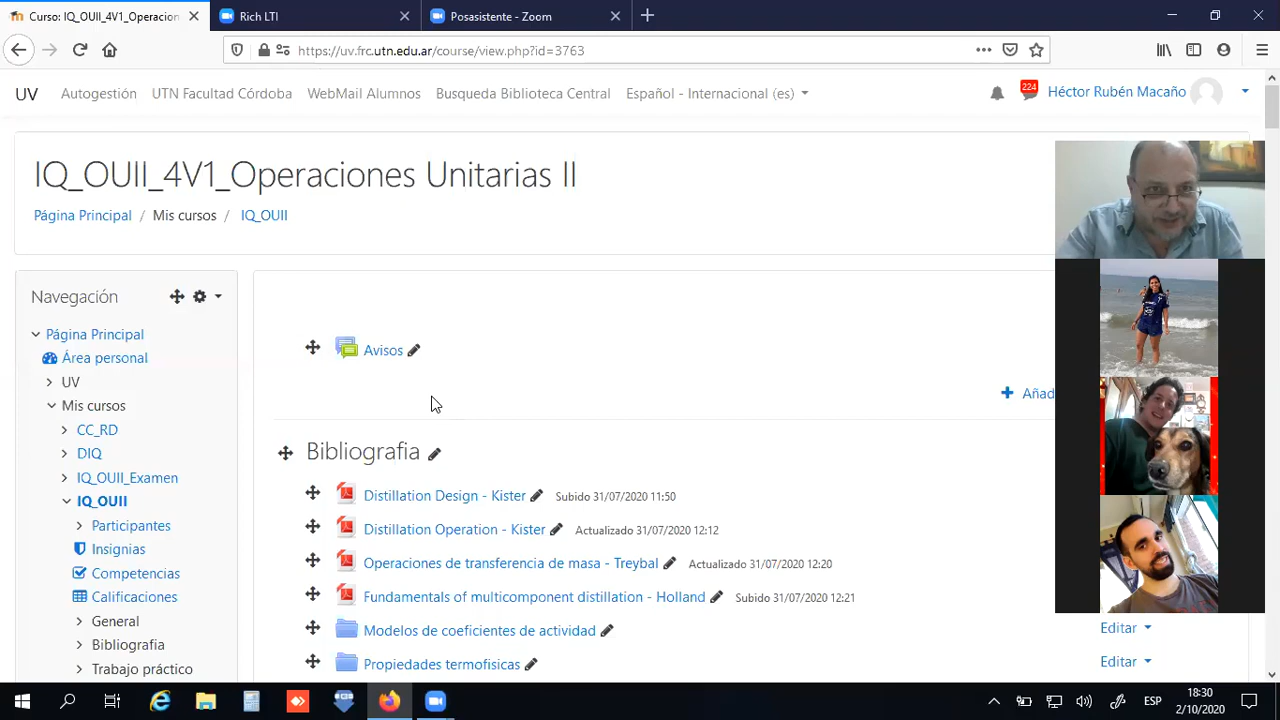 Curso: IQ_OUII_4V1_Operacion
Rich LTI
Posasistente - Zoom
https://uv.frc.utn.edu.ar/course/view.php?id=3763
UV
Autogestión
UTN Facultad Córdoba
WebMail Alumnos
Busqueda Biblioteca Central
Español - Internacional (es)
224
Héctor Rubén Macaño
IQ_OUII_4V1_Operaciones Unitarias II
Página Principal / Mis cursos / IQ_OUII
Navegación
Página Principal
Área personal
UV
Mis cursos
CC_RD
DIQ
IQ_OUII_Examen
IQ_OUII
Participantes
Insignias
Competencias
Calificaciones
General
Bibliografia
Trabajo práctico
Avisos
Añad
Bibliografia
Distillation Design - Kister Subido 31/07/2020 11:50
Distillation Operation - Kister Actualizado 31/07/2020 12:12
Operaciones de transferencia de masa - Treybal Actualizado 31/07/2020 12:20
Fundamentals of multicomponent distillation - Holland Subido 31/07/2020 12:21
Modelos de coeficientes de actividad Editar
Propiedades termofisicas Editar
ESP
18:30
2/10/2020